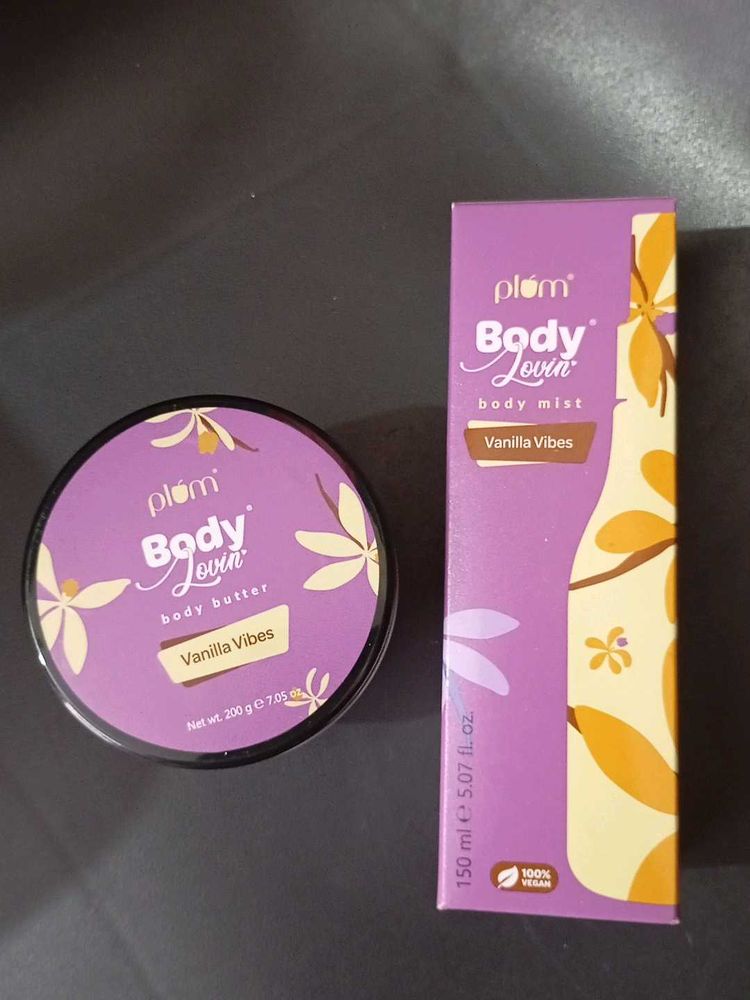 plum®
Body®
Lovin'
body butter
Vanilla Vibes
Net wt. 200 g ℮ 7.05 oz.
plum®
Body®
Lovin'
body mist
Vanilla Vibes
150 ml ℮ 5.07 fl. oz.
100%
VEGAN